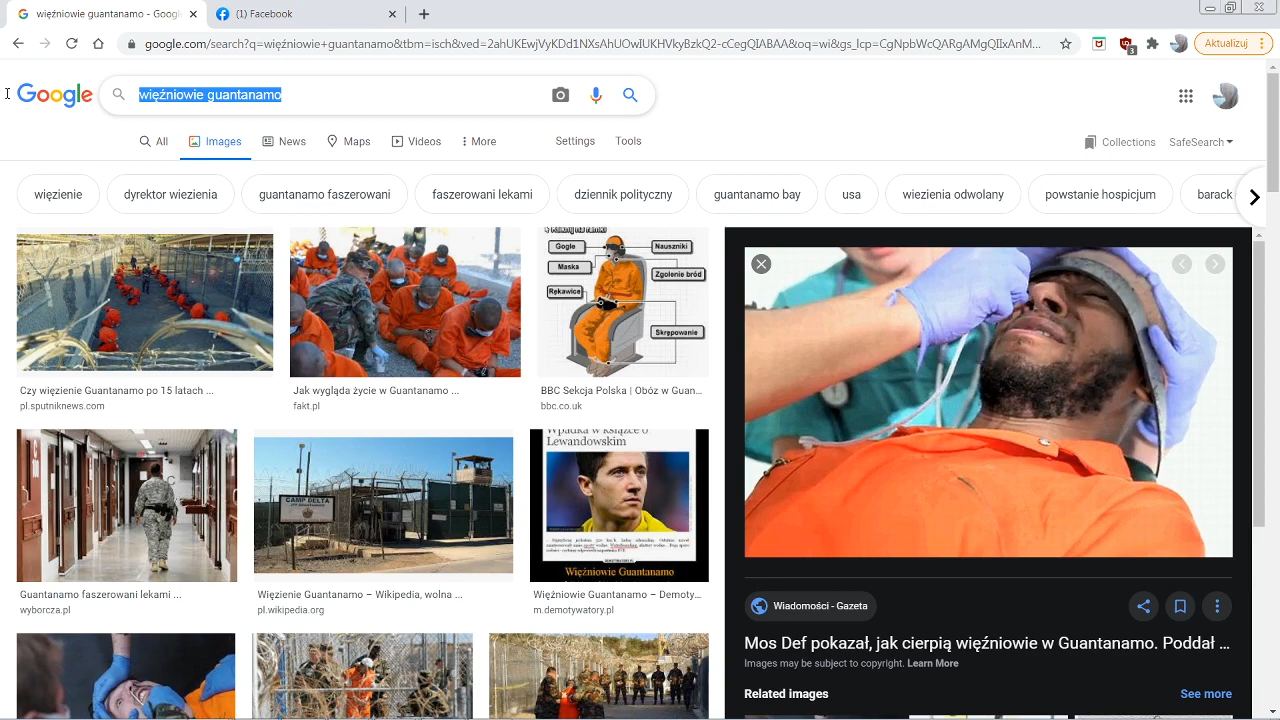 więźniowie guantanamo - Googl
(1) Facebook
google.com/search?q=więźniowie+guantanamo&tbm=isch&ved=2ahUKEwjVyKb1
3
Aktualizuj
Google
więźniowie guantanamo
All
Images
News
Maps
Videos
More
Settings
Tools
Collections
SafeSearch
więzienie
dyrektor wiezienia
guantanamo faszerowani
faszerowani lekami
dziennik polityczny
guantanamo bay
usa
wiezienia odwolany
powstanie hospicjum
barack
Czy więzienie Guantanamo po 15 latach ...
pl.sputniknews.com
Jak wygląda życie w Guantanamo ...
fakt.pl
Gogle
Nauszniki
Maska
Zgolenie bród
Rękawice
Skrępowanie
BBC Sekcja Polska | Obóz w Guan...
bbc.co.uk
Guantanamo faszerowani lekami ...
wyborcza.pl
CAMP DELTA
Więzienie Guantanamo – Wikipedia, wolna ...
pl.wikipedia.org
Wpadka w książce o
Lewandowskim
Więźniowie Guantanamo
Więźniowie Guantanamo – Demoty...
m.demotywatory.pl
Wiadomości - Gazeta
Mos Def pokazał, jak cierpią więźniowie w Guantanamo. Poddał ...
Images may be subject to copyright. Learn More
Related images
See more